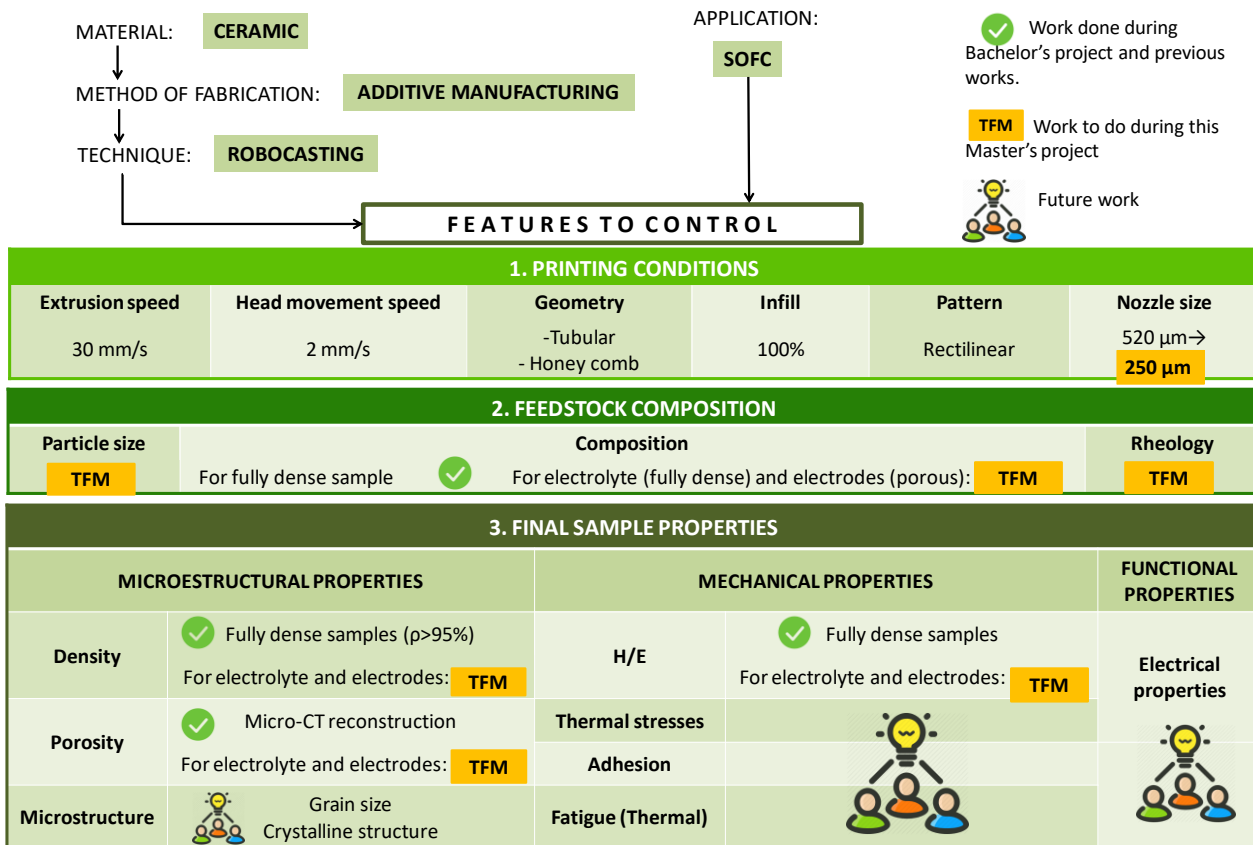 MATERIAL: CERAMIC
METHOD OF FABRICATION: ADDITIVE MANUFACTURING
TECHNIQUE: ROBOCASTING
APPLICATION:
SOFC
Work done during
Bachelor's project and previous
works.
TFM Work to do during this
Master's project
Future work
FEATURES TO CONTROL
1. PRINTING CONDITIONS
Extrusion speed
30 mm/s
Head movement speed
2 mm/s
Geometry
-Tubular
- Honey comb
Infill
100%
Pattern
Rectilinear
Nozzle size
520 µm→
250 µm
2. FEEDSTOCK COMPOSITION
Particle size
TFM
Composition
For fully dense sample
For electrolyte (fully dense) and electrodes (porous): TFM
Rheology
TFM
3. FINAL SAMPLE PROPERTIES
MICROESTRUCTURAL PROPERTIES
Density
Fully dense samples (ρ>95%)
For electrolyte and electrodes: TFM
Porosity
Micro-CT reconstruction
For electrolyte and electrodes: TFM
Microstructure
Grain size
Crystalline structure
MECHANICAL PROPERTIES
H/E
Fully dense samples
For electrolyte and electrodes: TFM
Thermal stresses
Adhesion
Fatigue (Thermal)
FUNCTIONAL
PROPERTIES
Electrical
properties